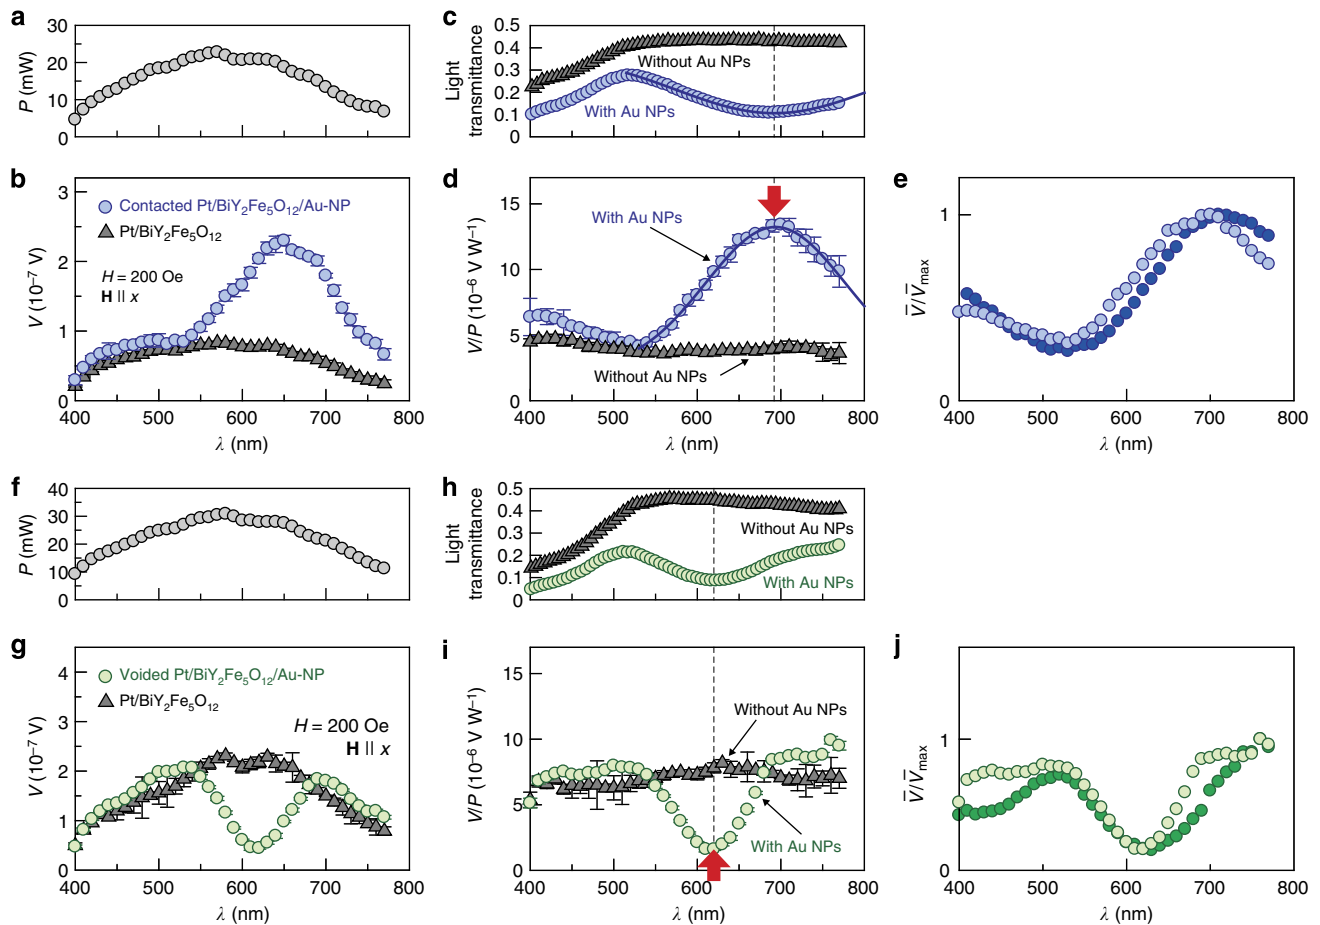 a
40
30
20
10
0
P (mW)
b
3
2
1
0
V (10⁻⁷ V)
Contacted Pt/BiY₂Fe₅O₁₂/Au-NP
Pt/BiY₂Fe₅O₁₂
H = 200 Oe
H || x
400 500 600 700 800
λ (nm)
c
0.5
0.4
0.3
0.2
0.1
0
Light
transmittance
Without Au NPs
With Au NPs
400 500 600 700 800
d
15
10
5
0
V/P (10⁻⁶ V W⁻¹)
With Au NPs
Without Au NPs
400 500 600 700 800
λ (nm)
e
1
0
V̅/V̅max
400 500 600 700 800
λ (nm)
f
40
30
20
10
0
P (mW)
g
4
3
2
1
0
V (10⁻⁷ V)
Voided Pt/BiY₂Fe₅O₁₂/Au-NP
Pt/BiY₂Fe₅O₁₂
H = 200 Oe
H || x
400 500 600 700 800
λ (nm)
h
0.5
0.4
0.3
0.2
0.1
0
Light
transmittance
Without Au NPs
With Au NPs
i
15
10
5
0
V/P (10⁻⁶ V W⁻¹)
Without Au NPs
With Au NPs
400 500 600 700 800
λ (nm)
j
1
0
V̅/V̅max
400 500 600 700 800
λ (nm)